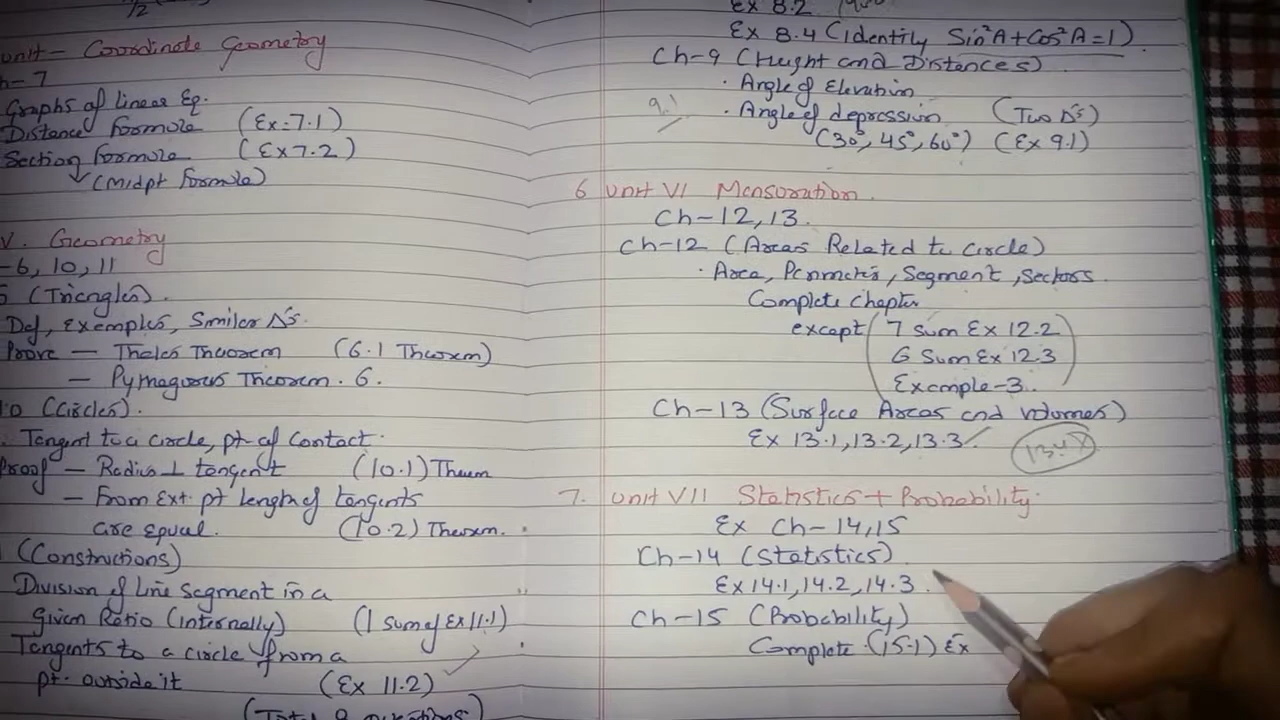 Unit- Coordinate Geometry
h-7
Graphs of linear Eq.
Distance Formula (Ex-7.1)
Section Formula (Ex 7.2)
(Midpt Formula)
V. Geometry
-6, 10, 11
(Triangles).
Def, Examples, Similar Δ's.
Prove - Thales Theorem (6.1 Theorem)
- Theorem. 6.
10 (Circles).
Tangent to a circle, pt. of Contact.
Proof - Radius ⊥ tangent (10.1) Theum
- From Ext. pt length of tangents
are equal. (10.2) Theorem.
(Constructions)
Division of Line Segment in a
Given Ratio (internally) (1 sum of Ex 11.1)
Tangents to a circle from a
pt. outside it (Ex 11.2)
Ex 8.2
Ex 8.4 (Identity Sin²A+Cos²A=1)
Ch-9 (Height and Distances)
· Angle of Elevation
9.1
· Angle of depression (Two Δ's)
(30°, 45°, 60°) (Ex 9.1)
6 Unit VI Mensuration.
Ch-12, 13.
Ch-12 (Areas Related to circle)
· Area, Segment, Sectors.
Complete Chapter
except (7 sum Ex 12.2
6 Sum Ex 12.3
Example-3..)
Ch-13 (Surface Areas and volumes)
Ex 13.1, 13.2, 13.3
13.4 X
7. Unit VII Statistics + Probability.
Ex Ch-14, 15
Ch-14 (Statistics)
Ex 14.1, 14.2, 14.3.
Ch-15 (Probability)
Complete (15.1) Ex